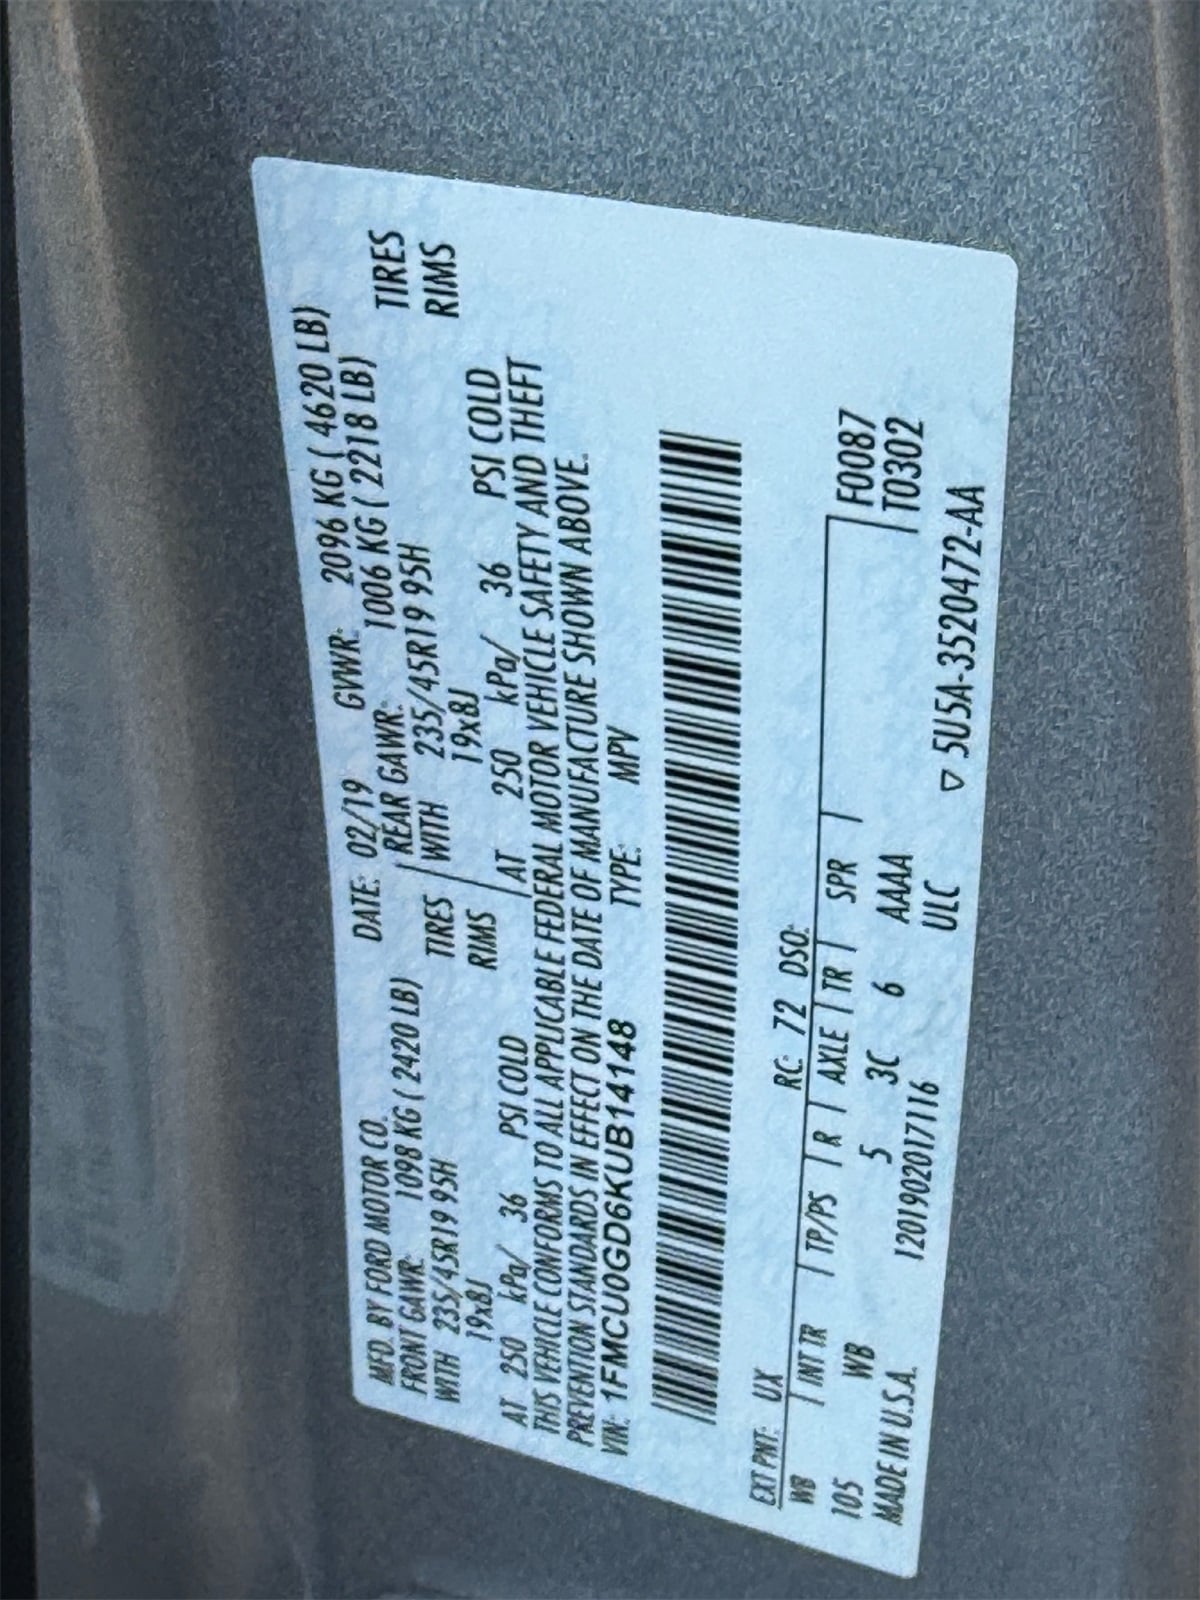 MFD. BY FORD MOTOR CO. DATE: 02/19 GVWR: 2096 KG ( 4620 LB)
FRONT GAWR: 1098 KG ( 2420 LB) REAR GAWR: 1006 KG ( 2218 LB)
WITH 235/45R19 95H TIRES WITH 235/45R19 95H TIRES
19x8J RIMS 19x8J RIMS
AT 250 kPa/ 36 PSI COLD AT 250 kPa/ 36 PSI COLD
THIS VEHICLE CONFORMS TO ALL APPLICABLE FEDERAL MOTOR VEHICLE SAFETY AND THEFT
PREVENTION STANDARDS IN EFFECT ON THE DATE OF MANUFACTURE SHOWN ABOVE.
VIN: 1FMCU0GD6KUB14148 TYPE: MPV
EXT PNT: UX RC: 72 DSO:
WB INT TR TP/PS R AXLE TR SPR F0087
105 WB 5 3C 6 AAAA T0302
MADE IN U.S.A. 1201902017116 ULC ▽ 5U5A-3520472-AA